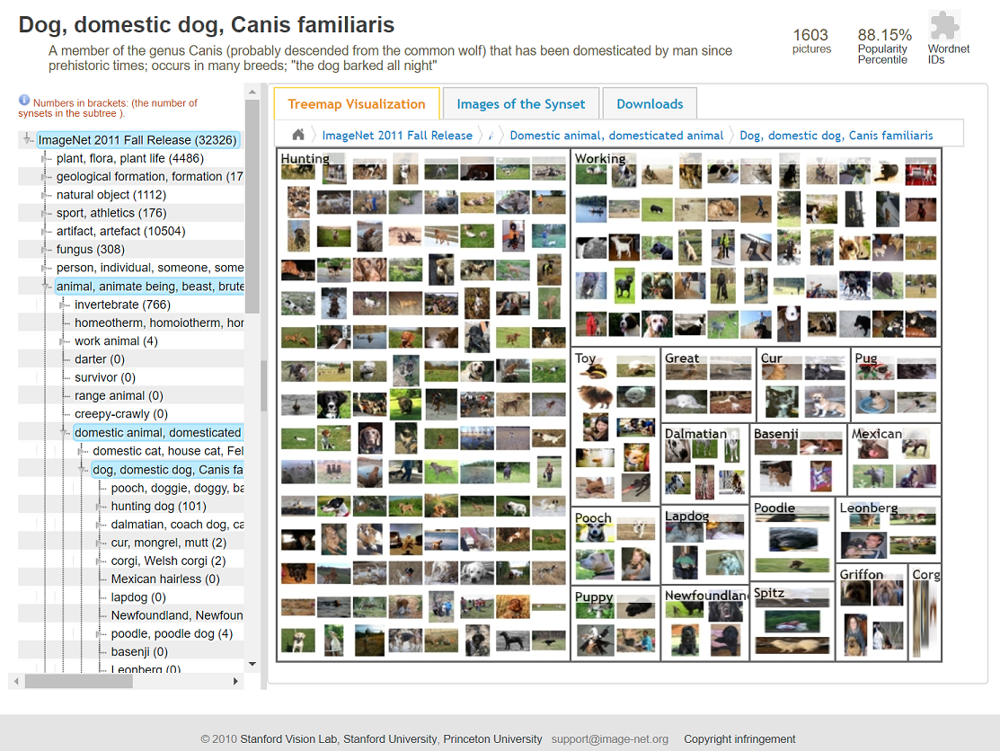 Dog, domestic dog, Canis familiaris
A member of the genus Canis (probably descended from the common wolf) that has been domesticated by man since
prehistoric times; occurs in many breeds; "the dog barked all night"
1603
pictures
88.15%
Popularity
Percentile
Wordnet
IDs
Numbers in brackets: (the number of
synsets in the subtree ).
ImageNet 2011 Fall Release (32326)
plant, flora, plant life (4486)
geological formation, formation (17
natural object (1112)
sport, athletics (176)
artifact, artefact (10504)
fungus (308)
person, individual, someone, some
animal, animate being, beast, brute
invertebrate (766)
homeotherm, homoiotherm, hor
work animal (4)
darter (0)
survivor (0)
range animal (0)
creepy-crawly (0)
domestic animal, domesticated
domestic cat, house cat, Fel
dog, domestic dog, Canis fa
pooch, doggie, doggy, ba
hunting dog (101)
dalmatian, coach dog, ca
cur, mongrel, mutt (2)
corgi, Welsh corgi (2)
Mexican hairless (0)
lapdog (0)
Newfoundland, Newfoun
poodle, poodle dog (4)
basenji (0)
Leonberg (0)
Treemap Visualization
Images of the Synset
Downloads
ImageNet 2011 Fall Release
Domestic animal, domesticated animal
Dog, domestic dog, Canis familiaris
Hunting
Working
Toy
Great
Cur
Pug
Dalmatian
Basenji
Mexican
Pooch
Lapdog
Poodle
Leonberg
Puppy
Newfoundland
Spitz
Griffon
Corg
© 2010 Stanford Vision Lab, Stanford University, Princeton University support@image-net.org Copyright infringement